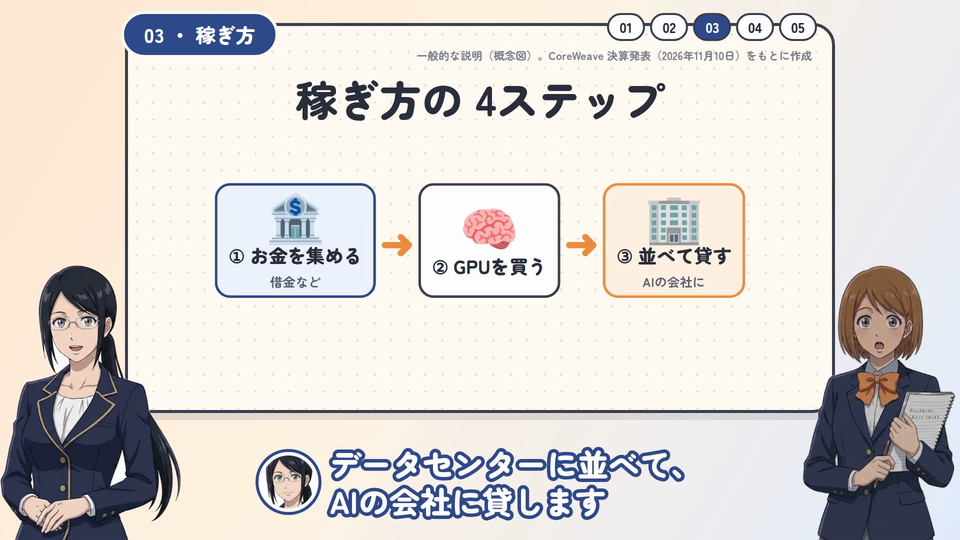 03 ・ 稼ぎ方
01 02 03 04 05
一般的な説明（概念図）。CoreWeave 決算発表（2026年11月10日）をもとに作成
稼ぎ方の 4ステップ
① お金を集める
借金など
② GPUを買う
③ 並べて貸す
AIの会社に
データセンターに並べて、
AIの会社に貸します